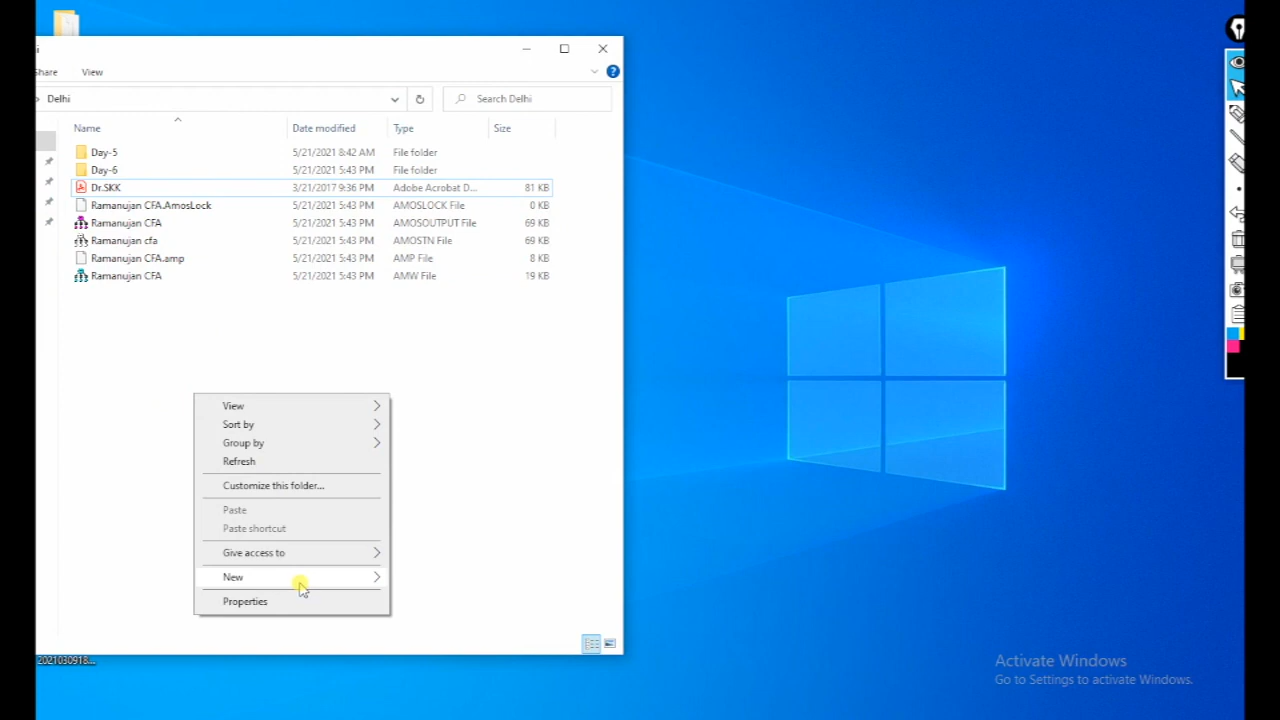 Share View
Delhi
Search Delhi
Name Date modified Type Size
Day-5 5/21/2021 8:42 AM File folder
Day-6 5/21/2021 5:43 PM File folder
Dr.SKK 3/21/2017 9:36 PM Adobe Acrobat D... 81 KB
Ramanujan CFA.AmosLock 5/21/2021 5:43 PM AMOSLOCK File 0 KB
Ramanujan CFA 5/21/2021 5:43 PM AMOSOUTPUT File 69 KB
Ramanujan cfa 5/21/2021 5:43 PM AMOSTN File 69 KB
Ramanujan CFA.amp 5/21/2021 5:43 PM AMP File 8 KB
Ramanujan CFA 5/21/2021 5:43 PM AMW File 19 KB
View
Sort by
Group by
Refresh
Customize this folder...
Paste
Paste shortcut
Give access to
New
Properties
2021030918...
Activate Windows
Go to Settings to activate Windows.